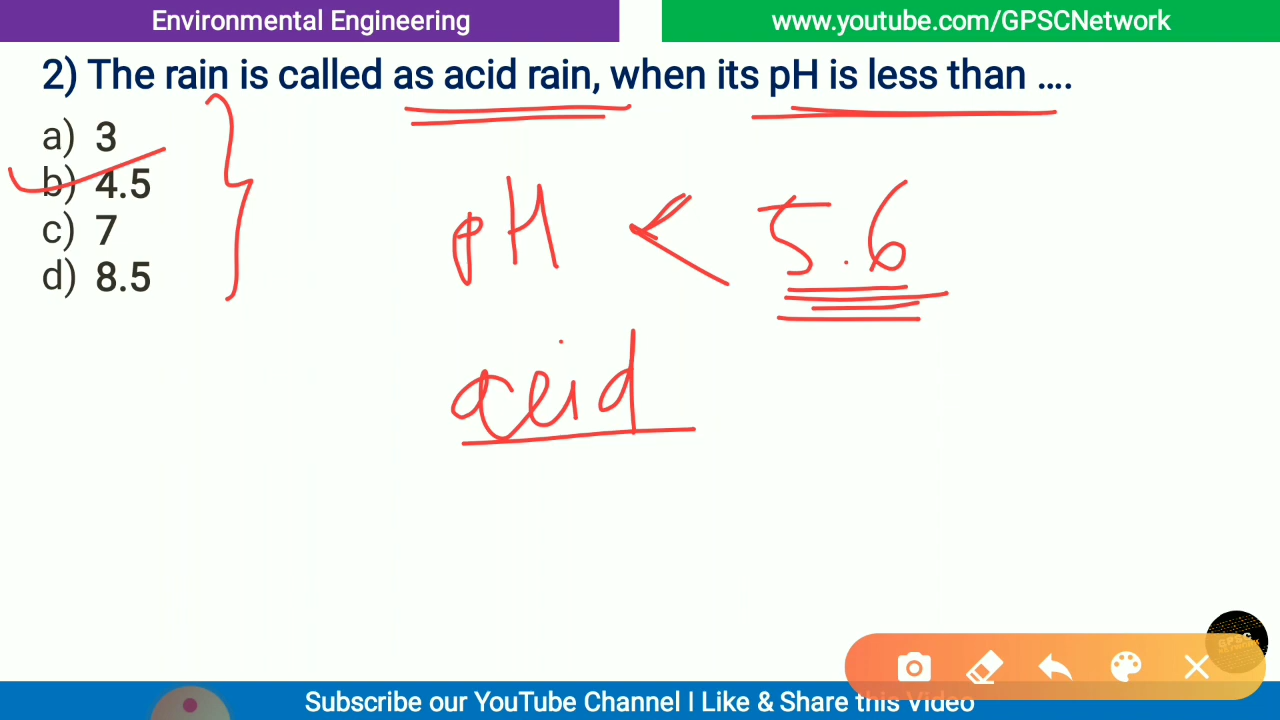 Environmental Engineering
www.youtube.com/GPSCNetwork
2) The rain is called as acid rain, when its pH is less than ....
a) 3
b) 4.5
c) 7
d) 8.5
pH < 5.6
acid
GPSC
Subscribe our YouTube Channel I Like & Share this Video